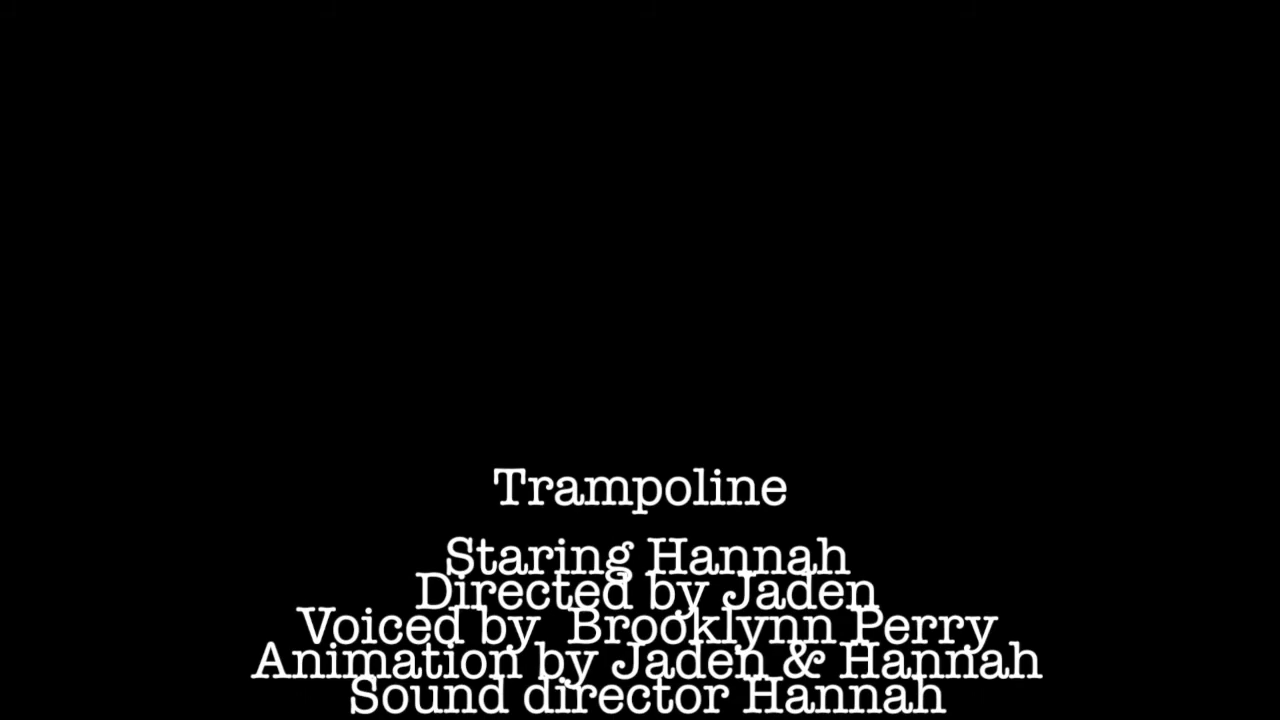 Trampoline
Staring Hannah
Directed by Jaden
Voiced by  Brooklynn Perry
Animation by Jaden & Hannah
Sound director Hannah